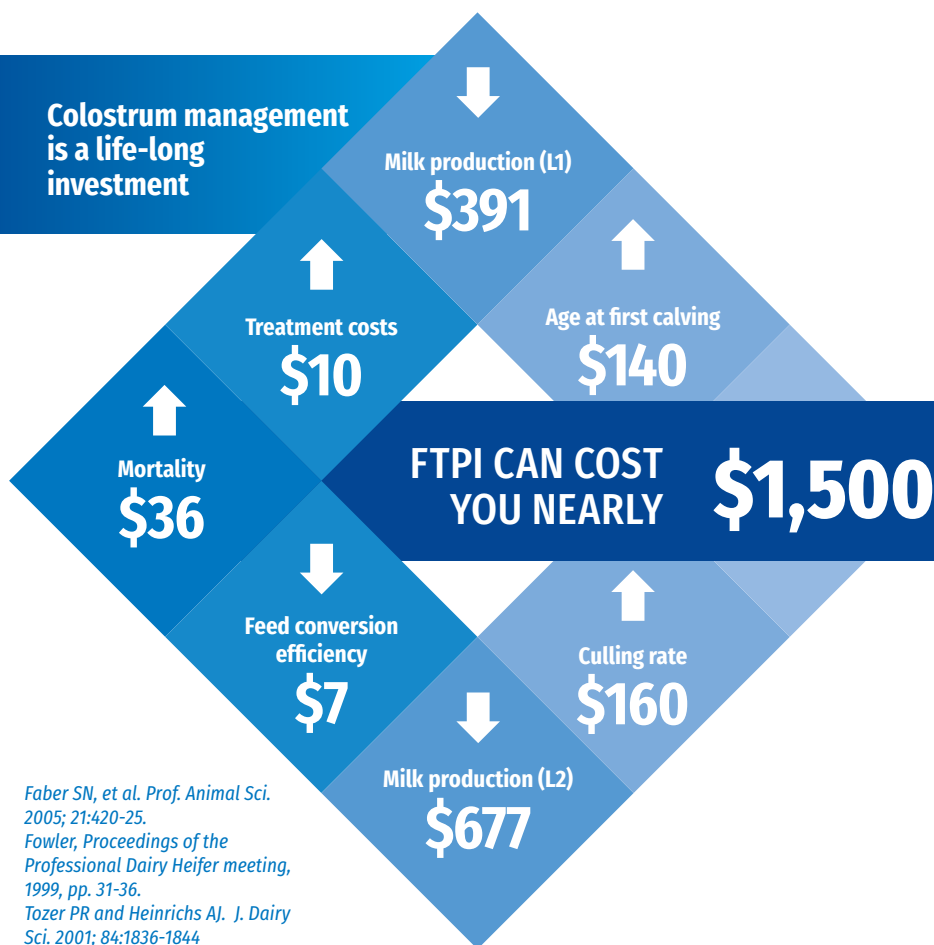 Colostrum management
is a life-long
investment
Milk production (L1)
$391
Treatment costs
$10
Age at first calving
$140
Mortality
$36
FTPI CAN COST
YOU NEARLY
$1,500
Feed conversion
efficiency
$7
Culling rate
$160
Milk production (L2)
$677
Faber SN, et al. Prof. Animal Sci.
2005; 21:420-25.
Fowler, Proceedings of the
Professional Dairy Heifer meeting,
1999, pp. 31-36.
Tozer PR and Heinrichs AJ. J. Dairy
Sci. 2001; 84:1836-1844